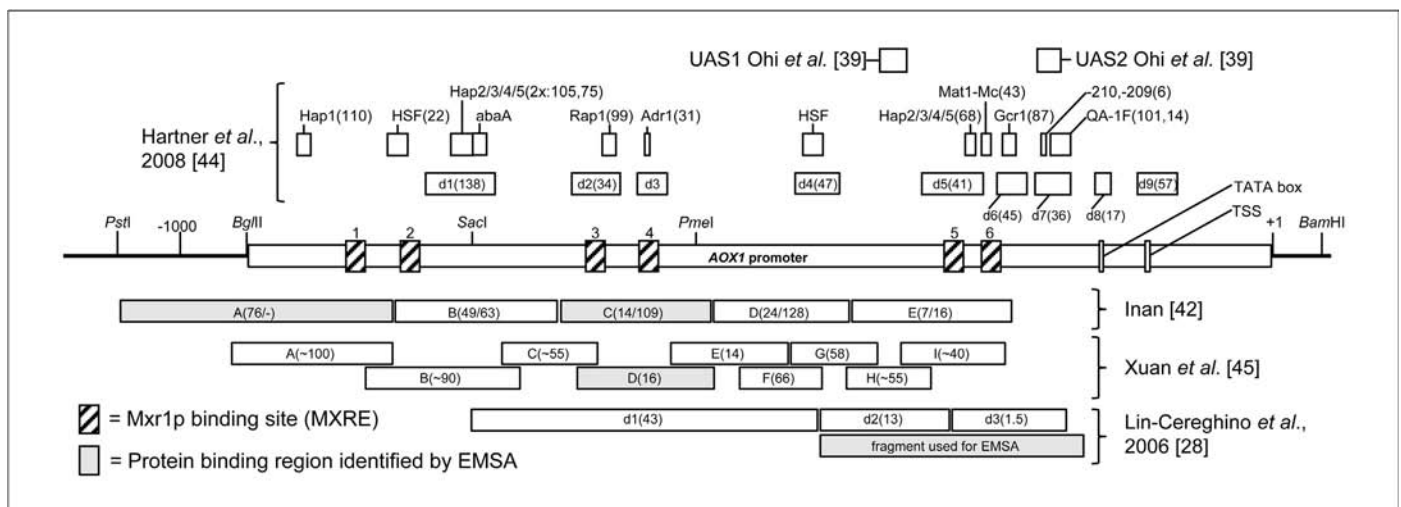 UAS1 Ohi et al. [39]
UAS2 Ohi et al. [39]
Hap2/3/4/5(2x:105,75)
Mat1-Mc(43)
-210,-209(6)
Hap1(110)
HSF(22)
abaA
Rap1(99)
Adr1(31)
HSF
Hap2/3/4/5(68)
Gcr1(87)
QA-1F(101,14)
Hartner et al.,
2008 [44]
d1(138)
d2(34)
d3
d4(47)
d5(41)
d9(57)
d6(45)
d7(36)
d8(17)
TATA box
TSS
PstI
-1000
BglII
SacI
PmeI
+1
BamHI
1
2
3
4
5
6
AOX1 promoter
A(76/-)
B(49/63)
C(14/109)
D(24/128)
E(7/16)
Inan [42]
A(~100)
C(~55)
E(14)
G(58)
I(~40)
B(~90)
D(16)
F(66)
H(~55)
Xuan et al. [45]
= Mxr1p binding site (MXRE)
d1(43)
d2(13)
d3(1.5)
Lin-Cereghino et al.,
2006 [28]
fragment used for EMSA
= Protein binding region identified by EMSA